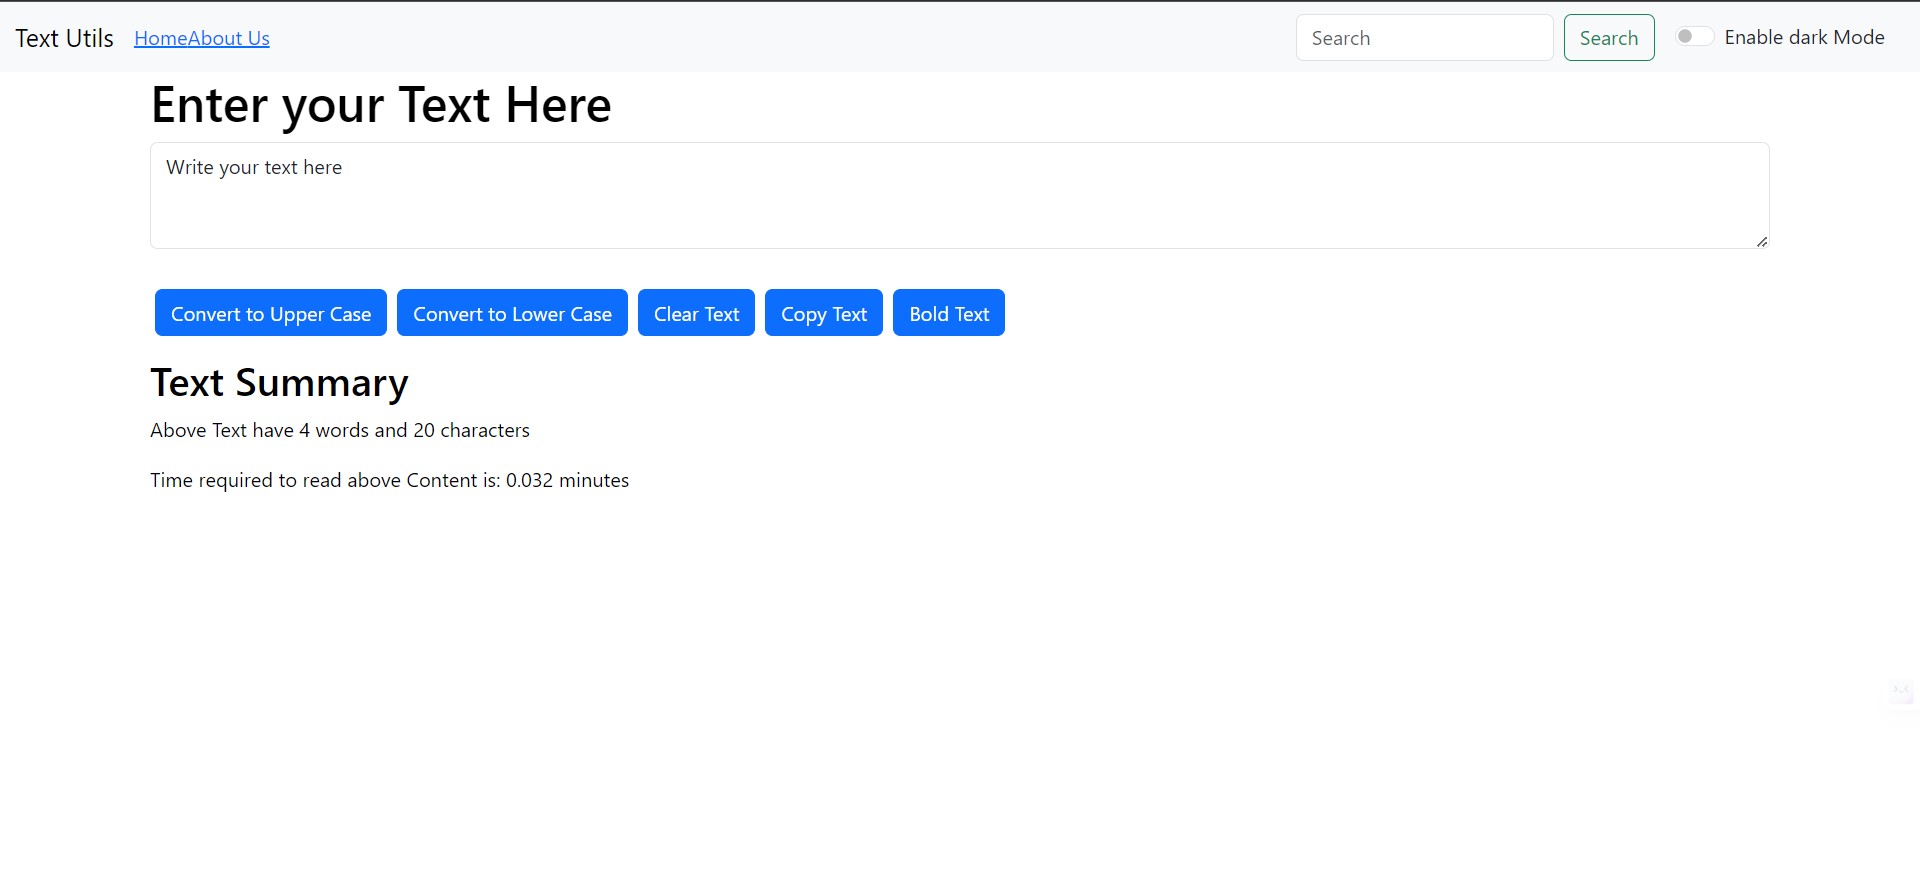 Text Utils HomeAbout Us Search Search Enable dark Mode
Enter your Text Here
Write your text here
Convert to Upper Case Convert to Lower Case Clear Text Copy Text Bold Text
Text Summary
Above Text have 4 words and 20 characters
Time required to read above Content is: 0.032 minutes